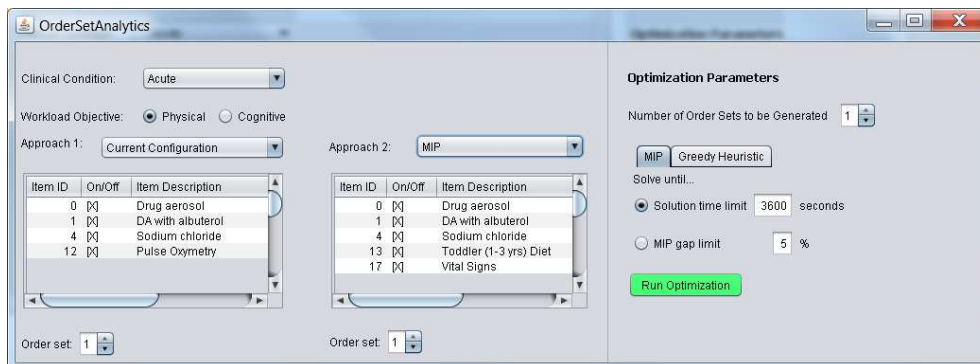 OrderSetAnalytics
Clinical Condition: Acute
Workload Objective: Physical Cognitive
Approach 1: Current Configuration
Item ID On/Off Item Description
0 [X] Drug aerosol
1 [X] DA with albuterol
4 [X] Sodium chloride
12 [X] Pulse Oxymetry
Order set: 1
Approach 2: MIP
Item ID On/Off Item Description
0 [X] Drug aerosol
1 [X] DA with albuterol
4 [X] Sodium chloride
13 [X] Toddler (1-3 yrs) Diet
17 [X] Vital Signs
Order set: 1
Optimization Parameters
Number of Order Sets to be Generated 1
MIP Greedy Heuristic
Solve until...
Solution time limit 3600 seconds
MIP gap limit 5 %
Run Optimization